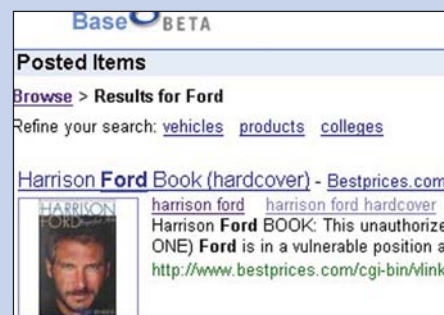 Base BETA
Posted Items
Browse > Results for Ford
Refine your search: vehicles products colleges
Harrison Ford Book (hardcover) - Bestprices.com
harrison ford harrison ford hardcover
Harrison Ford BOOK: This unauthorize
ONE) Ford is in a vulnerable position a
http://www.bestprices.com/cgi-bin/vlink
HARRISON
FORD